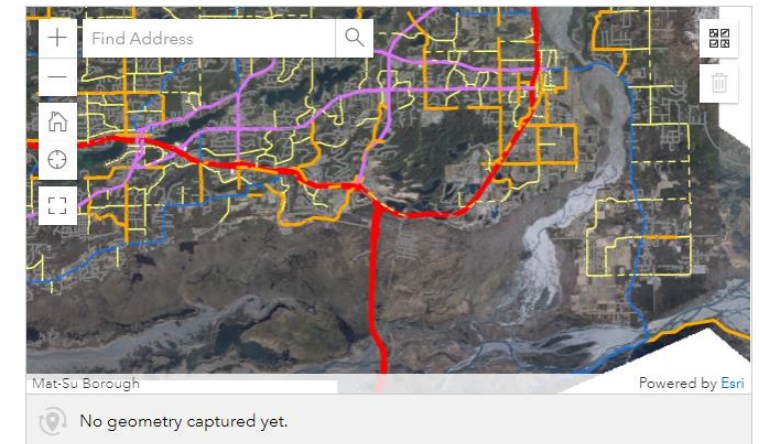 Find Address
Mat-Su Borough
Powered by Esri
No geometry captured yet.